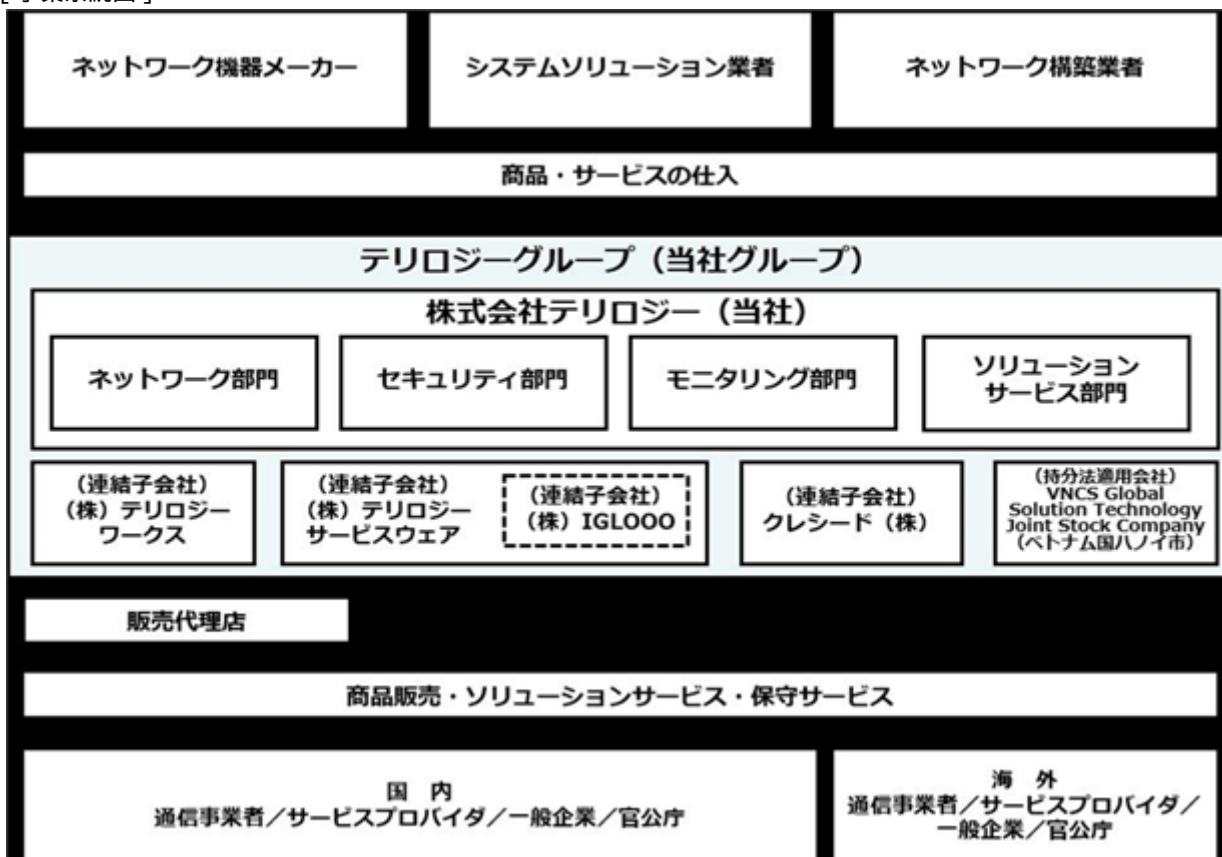 [事業系統図]
ネットワーク機器メーカー
システムソリューション業者
ネットワーク構築業者
商品・サービスの仕入
テリロジーグループ（当社グループ）
株式会社テリロジー（当社）
ネットワーク部門
セキュリティ部門
モニタリング部門
ソリューション
サービス部門
（連結子会社）
（株）テリロジー
ワークス
（連結子会社）
（株）テリロジー
サービスウェア
（連結子会社）
（株）IGLOOO
（連結子会社）
クレシード（株）
（持分法適用会社）
VNCS Global
Solution Technology
Joint Stock Company
（ベトナム国ハノイ市）
販売代理店
商品販売・ソリューションサービス・保守サービス
国 内
通信事業者／サービスプロバイダ／一般企業／官公庁
海 外
通信事業者／サービスプロバイダ／
一般企業／官公庁